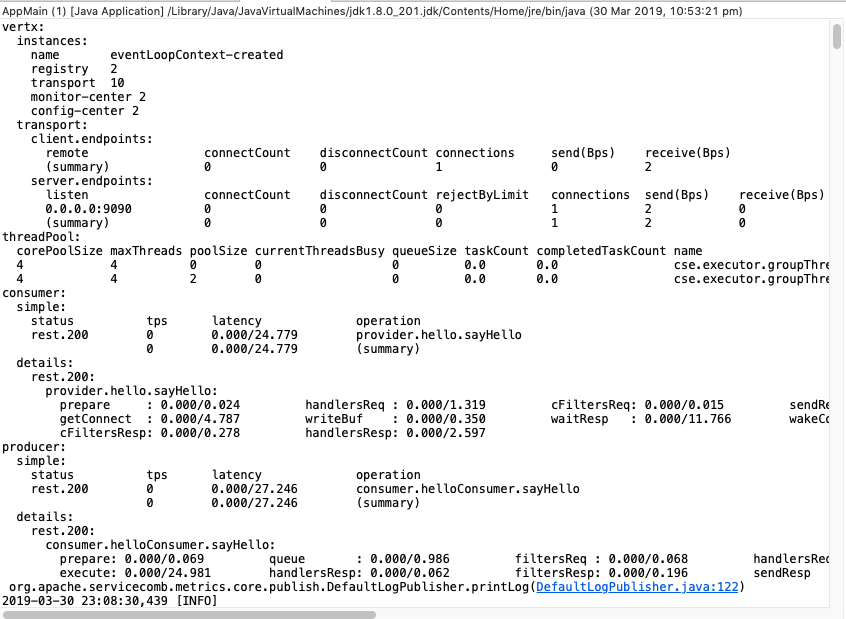 AppMain (1) [Java Application] /Library/Java/JavaVirtualMachines/jdk1.8.0_201.jdk/Contents/Home/jre/bin/java (30 Mar 2019, 10:53:21 pm)
vertx:
  instances:
    name       eventLoopContext-created
    registry   2
    transport  10
    monitor-center 2
    config-center 2
  transport:
    client.endpoints:
      remote                connectCount    disconnectCount connections     send(Bps)    receive(Bps)
      (summary)             0               0               1               0            2
    server.endpoints:
      listen                connectCount    disconnectCount rejectByLimit   connections  send(Bps)    receive(Bps)
      0.0.0.0:9090          0               0               0               1            2            0
      (summary)             0               0               0               1            2            0
threadPool:
  corePoolSize maxThreads poolSize currentThreadsBusy queueSize taskCount completedTaskCount name
  4            4          0        0                  0         0.0       0.0                cse.executor.groupThre
  4            4          2        0                  0         0.0       0.0                cse.executor.groupThre
consumer:
  simple:
    status          tps      latency             operation
    rest.200        0        0.000/24.779        provider.hello.sayHello
                    0        0.000/24.779        (summary)
  details:
    rest.200:
      provider.hello.sayHello:
        prepare     : 0.000/0.024         handlersReq : 0.000/1.319         cFiltersReq: 0.000/0.015         sendRe
        getConnect  : 0.000/4.787         writeBuf    : 0.000/0.350         waitResp   : 0.000/11.766        wakeCo
        cFiltersResp: 0.000/0.278         handlersResp: 0.000/2.597
producer:
  simple:
    status          tps      latency             operation
    rest.200        0        0.000/27.246        consumer.helloConsumer.sayHello
                    0        0.000/27.246        (summary)
  details:
    rest.200:
      consumer.helloConsumer.sayHello:
        prepare: 0.000/0.069         queue       : 0.000/0.986         filtersReq : 0.000/0.068         handlersReq
        execute: 0.000/24.981        handlersResp: 0.000/0.062         filtersResp: 0.000/0.196         sendResp
 org.apache.servicecomb.metrics.core.publish.DefaultLogPublisher.printLog(DefaultLogPublisher.java:122)
2019-03-30 23:08:30,439 [INFO]